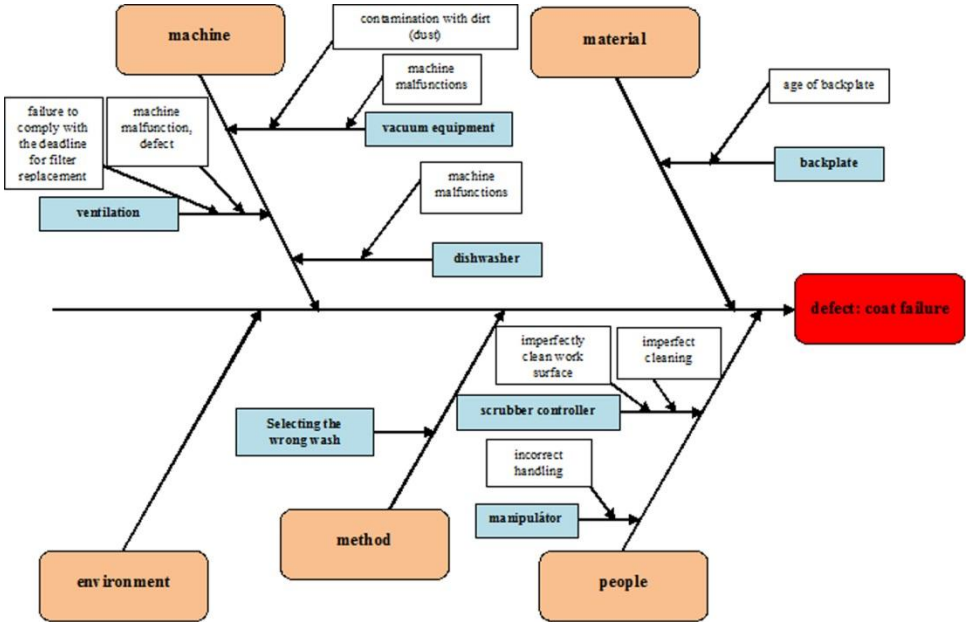 machine
contamination with dirt
(dust)
material
machine
malfunctions
age of backplate
failure to
comply with
the deadline
for filter
replacement
machine
malfunction,
defect
vacuum equipment
backplate
machine
malfunctions
ventilation
dishwasher
defect: coat failure
imperfectly
clean work
surface
imperfect
cleaning
Selecting the
wrong wash
scrubber controller
incorrect
handling
manipulátor
method
environment
people